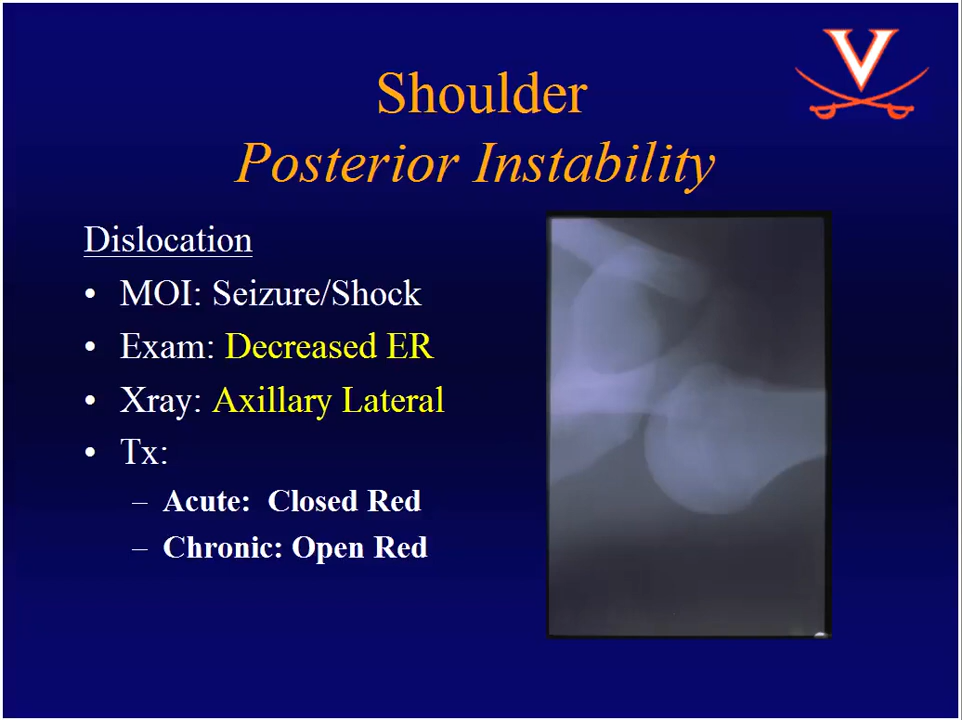 V
Shoulder
Posterior Instability
Dislocation
• MOI: Seizure/Shock
• Exam: Decreased ER
• Xray: Axillary Lateral
• Tx:
– Acute:  Closed Red
– Chronic: Open Red